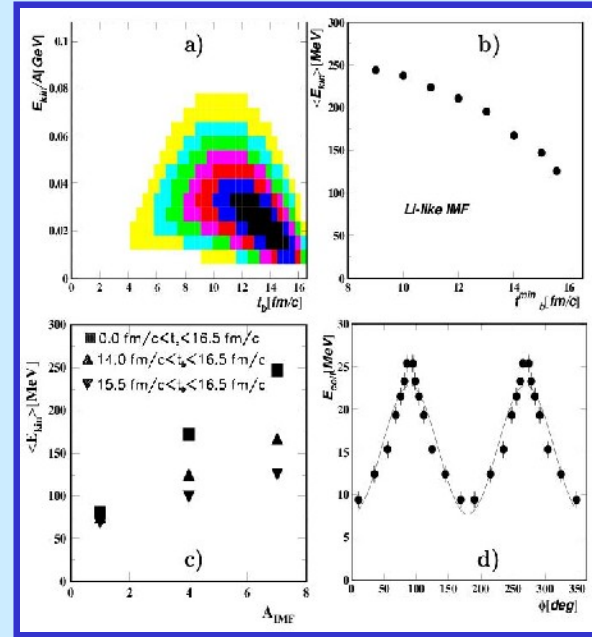 a)
E_kin/A[GeV]
0.1
0.08
0.06
0.04
0.02
0
0 2 4 6 8 10 12 14 16
t_b[fm/c]
b)
<E_kin>[MeV]
300
250
200
150
100
50
0
Li-like IMF
8 10 12 14 16
t^min_b[fm/c]
c)
<E_kin>[MeV]
300
250
200
150
100
50
0
0.0 fm/c<t_b<16.5 fm/c
14.0 fm/c<t_b<16.5 fm/c
15.5 fm/c<t_b<16.5 fm/c
0 2 4 6 8
A_IMF
d)
[MeV]
30
25
20
15
10
5
0
0 50 100 150 200 250 300 350
ϕ[deg]